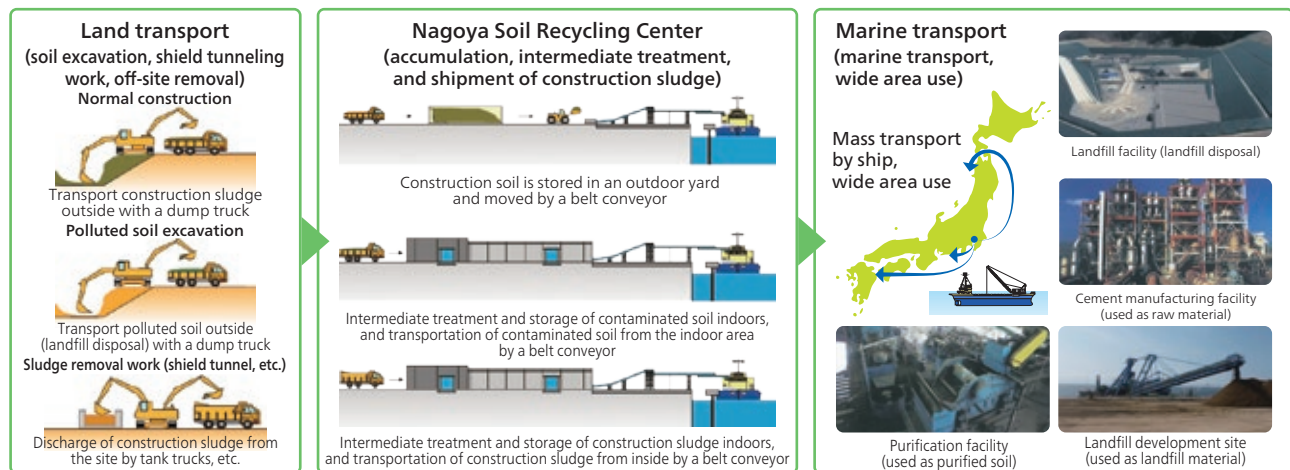 Land transport
(soil excavation, shield tunneling
work, off-site removal)
Normal construction
Transport construction sludge
outside with a dump truck
Polluted soil excavation
Transport polluted soil outside
(landfill disposal) with a dump truck
Sludge removal work (shield tunnel, etc.)
Discharge of construction sludge from
the site by tank trucks, etc.
Nagoya Soil Recycling Center
(accumulation, intermediate treatment,
and shipment of construction sludge)
Construction soil is stored in an outdoor yard
and moved by a belt conveyor
Intermediate treatment and storage of contaminated soil indoors,
and transportation of contaminated soil from the indoor area
by a belt conveyor
Intermediate treatment and storage of construction sludge indoors,
and transportation of construction sludge from inside by a belt conveyor
Marine transport
(marine transport,
wide area use)
Mass transport
by ship,
wide area use
Landfill facility (landfill disposal)
Cement manufacturing facility
(used as raw material)
Purification facility
(used as purified soil)
Landfill development site
(used as landfill material)